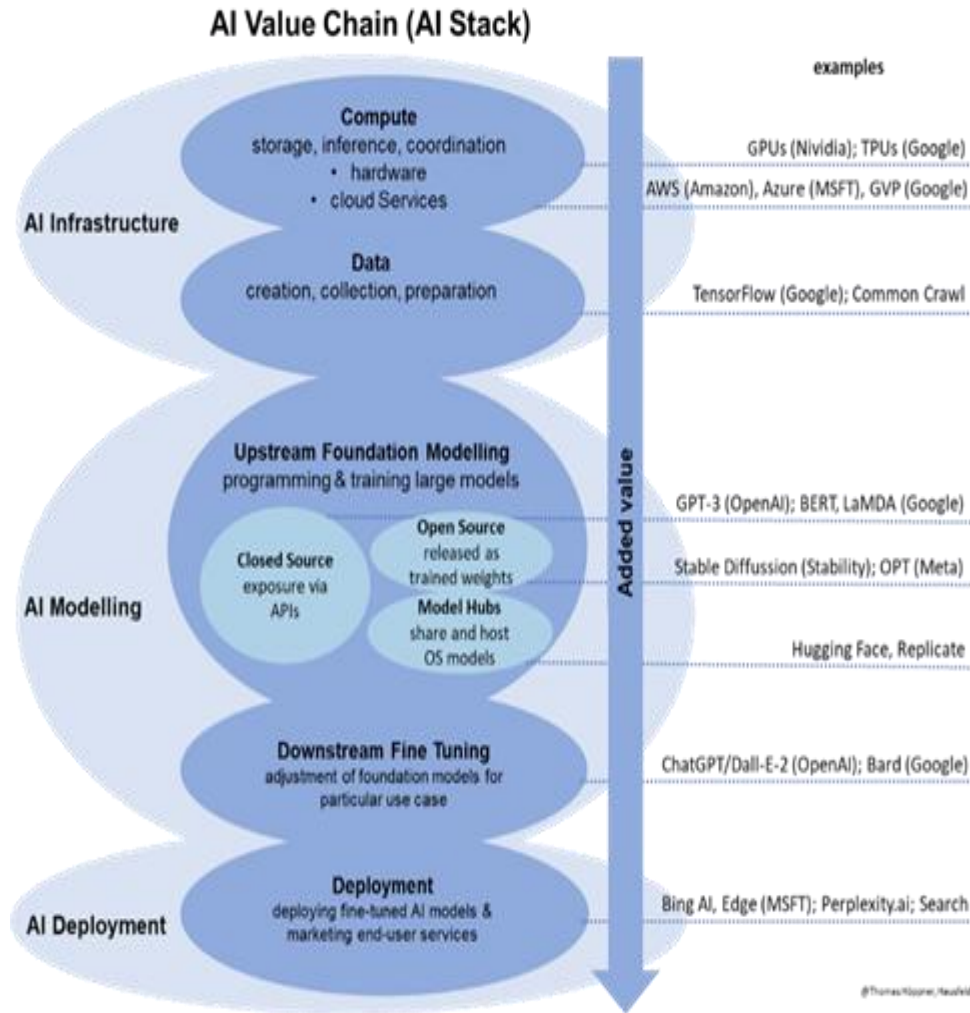 AI Value Chain (AI Stack)
examples
Compute
storage, inference, coordination
• hardware
• cloud Services
GPUs (Nividia); TPUs (Google)
AWS (Amazon), Azure (MSFT), GVP (Google)
AI Infrastructure
Data
creation, collection, preparation
TensorFlow (Google); Common Crawl
Upstream Foundation Modelling
programming & training large models
GPT-3 (OpenAI); BERT, LaMDA (Google)
Closed Source
exposure via
APIs
Open Source
released as
trained weights
Stable Diffussion (Stability); OPT (Meta)
AI Modelling
Model Hubs
share and host
OS models
Hugging Face, Replicate
Added value
Downstream Fine Tuning
adjustment of foundation models for
particular use case
ChatGPT/Dall-E-2 (OpenAI); Bard (Google)
AI Deployment
Deployment
deploying fine-tuned AI models &
marketing end-user services
Bing AI, Edge (MSFT); Perplexity.ai; Search
@Thomas Höppner, Hausfeld